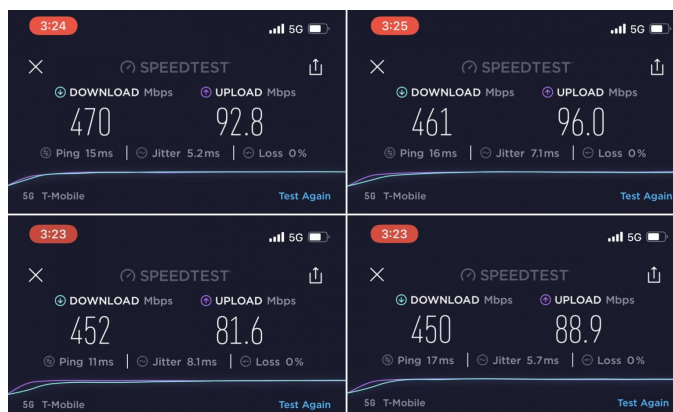 3:24 5G
SPEEDTEST
DOWNLOAD Mbps UPLOAD Mbps
470 92.8
Ping 15ms Jitter 5.2ms Loss 0%
5G T-Mobile Test Again
3:25 5G
SPEEDTEST
DOWNLOAD Mbps UPLOAD Mbps
461 96.0
Ping 16ms Jitter 7.1ms Loss 0%
5G T-Mobile Test Again
3:23 5G
SPEEDTEST
DOWNLOAD Mbps UPLOAD Mbps
452 81.6
Ping 11ms Jitter 8.1ms Loss 0%
5G T-Mobile Test Again
3:23 5G
SPEEDTEST
DOWNLOAD Mbps UPLOAD Mbps
450 88.9
Ping 17ms Jitter 5.7ms Loss 0%
5G T-Mobile Test Again